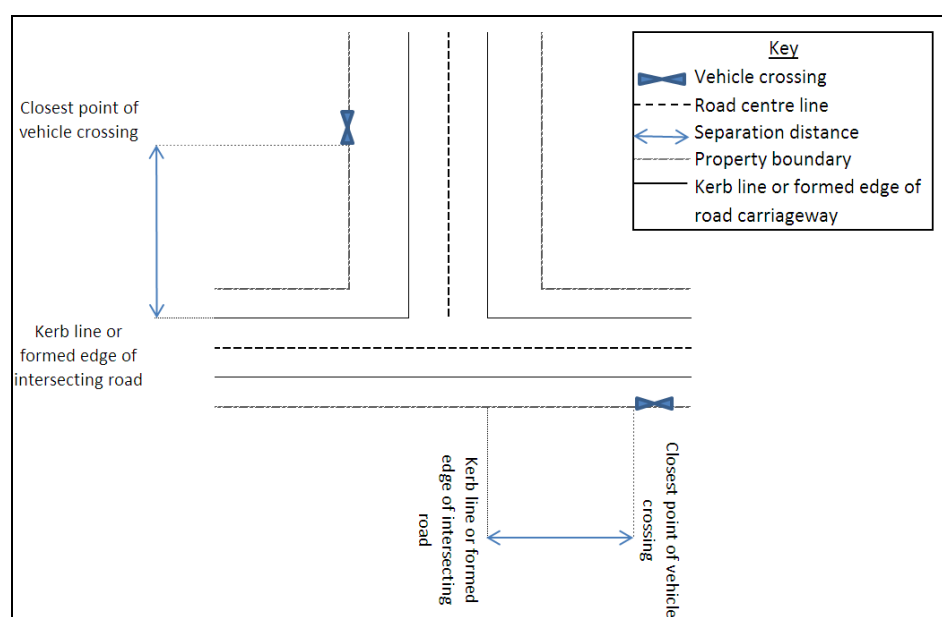 Key
Vehicle crossing
Road centre line
Separation distance
Property boundary
Kerb line or formed edge of
road carriageway
Closest point of
vehicle crossing
Kerb line or
formed edge of
intersecting road
Kerb line or formed
edge of intersecting
road
Closest point of vehicle
crossing